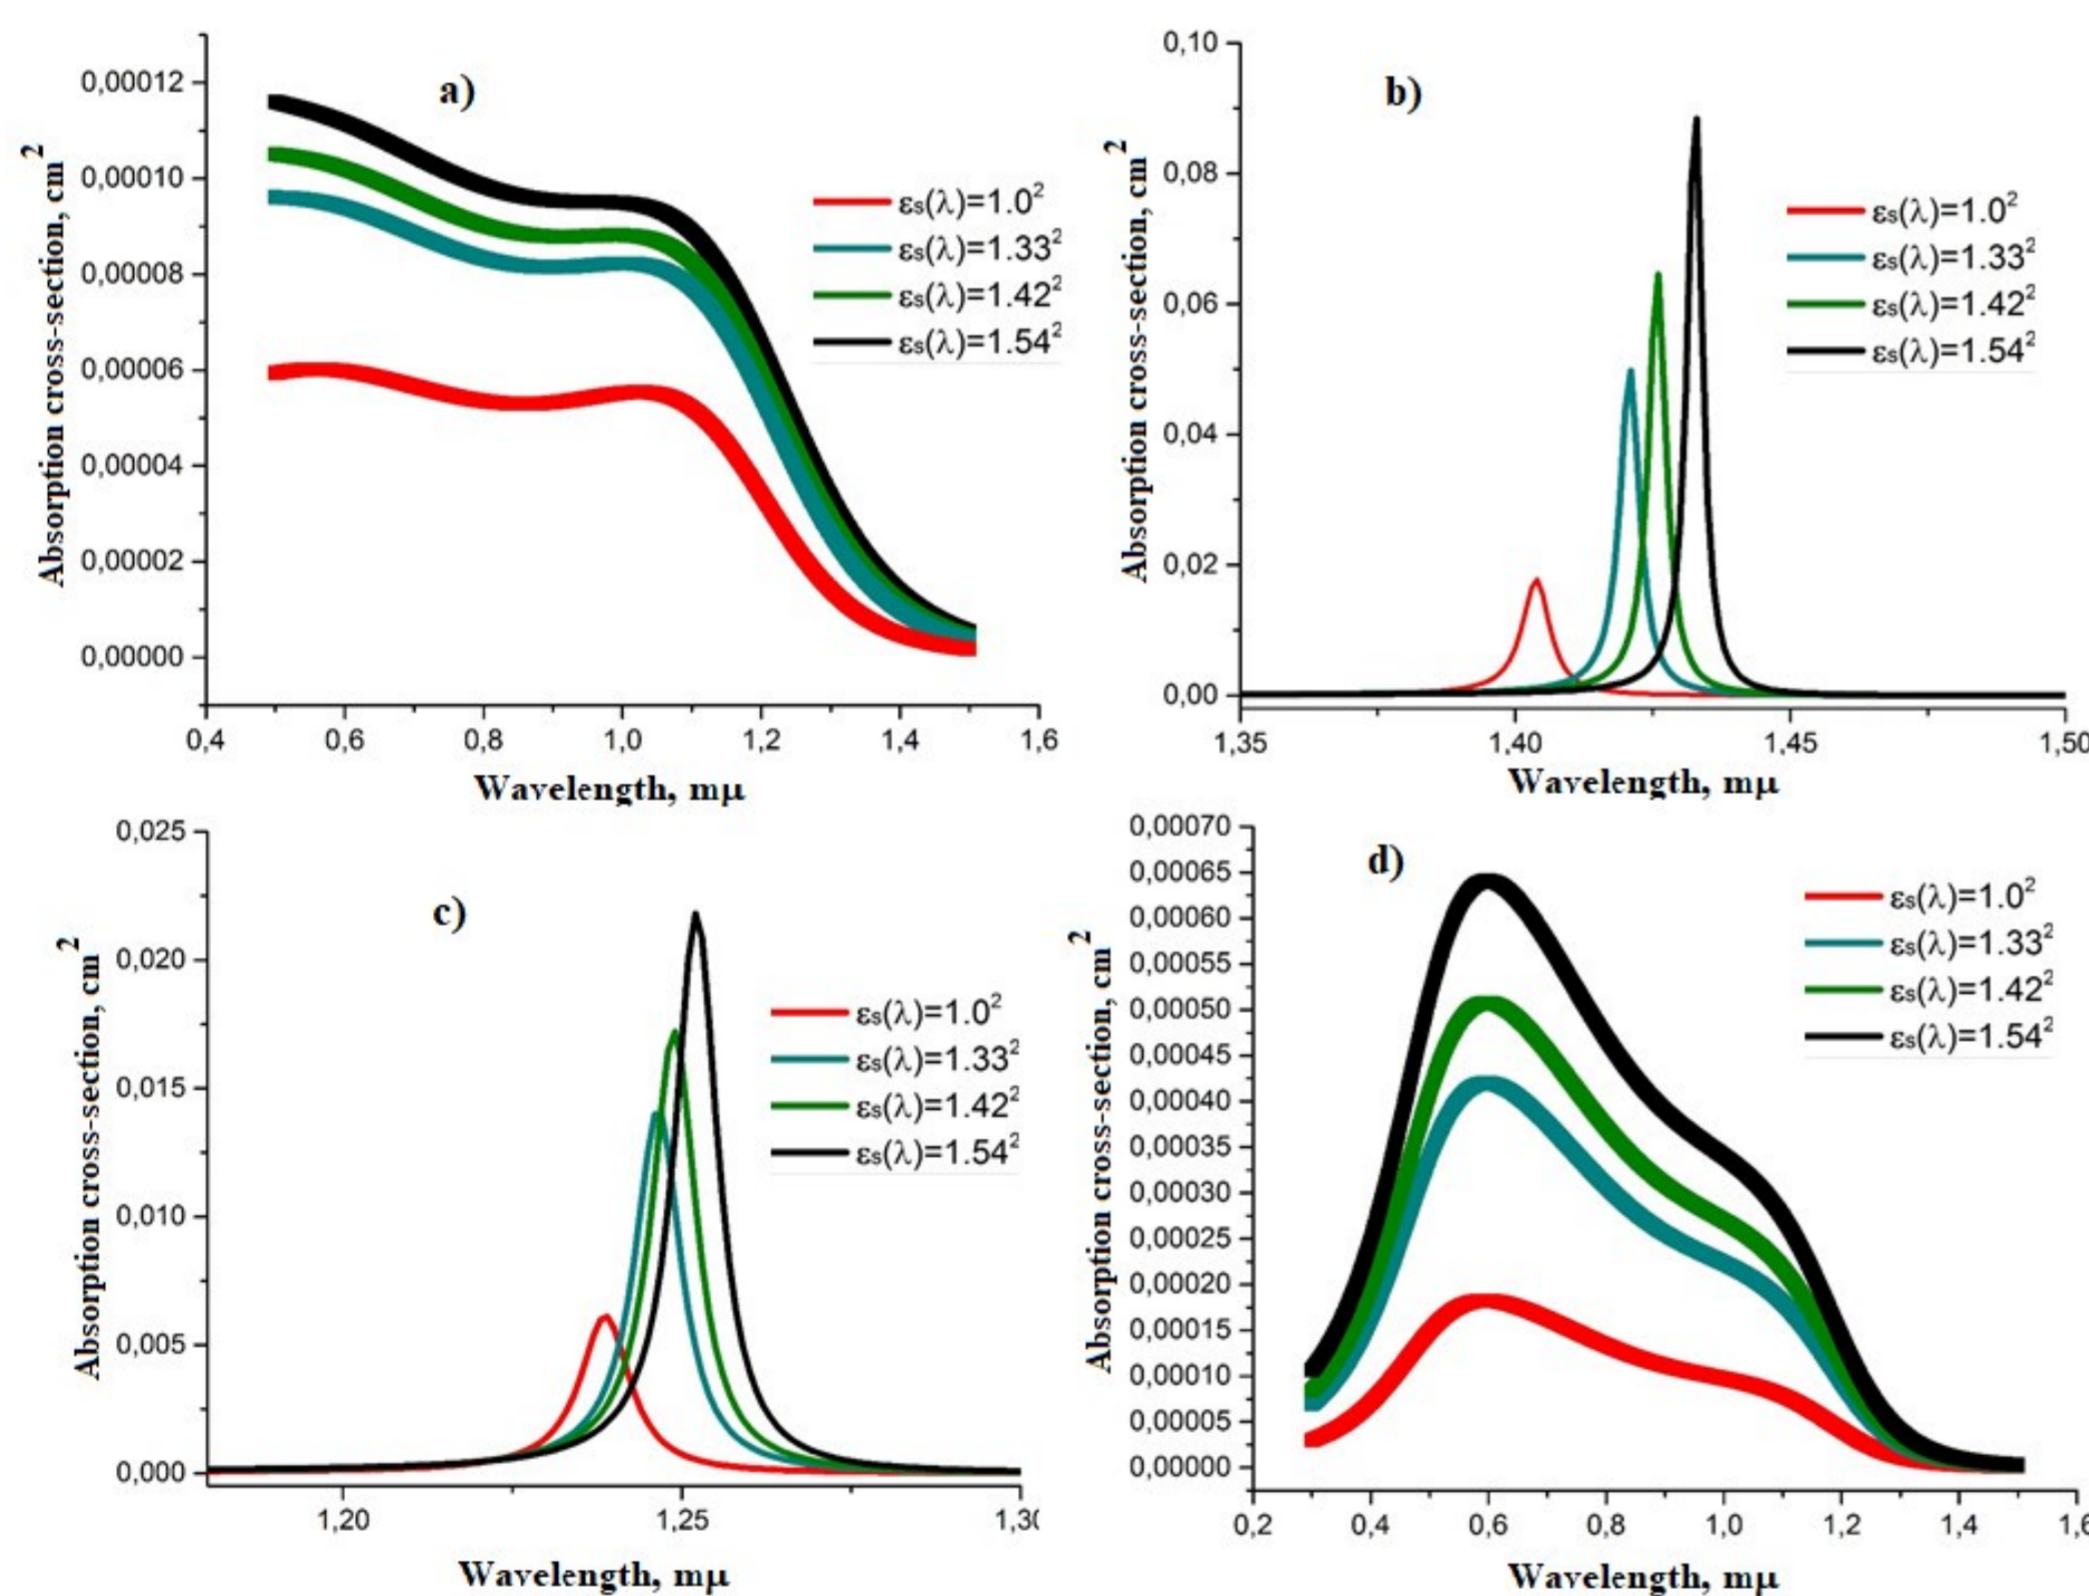 a)
Absorption cross-section, cm²
0,00012
0,00010
0,00008
0,00006
0,00004
0,00002
0,00000
0,4 0,6 0,8 1,0 1,2 1,4 1,6
Wavelength, mμ
εs(λ)=1.0²
εs(λ)=1.33²
εs(λ)=1.42²
εs(λ)=1.54²
b)
Absorption cross-section, cm²
0,10
0,08
0,06
0,04
0,02
0,00
1,35 1,40 1,45 1,50
Wavelength, mμ
εs(λ)=1.0²
εs(λ)=1.33²
εs(λ)=1.42²
εs(λ)=1.54²
c)
Absorption cross-section, cm²
0,025
0,020
0,015
0,010
0,005
0,000
1,20 1,25 1,30
Wavelength, mμ
εs(λ)=1.0²
εs(λ)=1.33²
εs(λ)=1.42²
εs(λ)=1.54²
d)
Absorption cross-section, cm²
0,00070
0,00065
0,00060
0,00055
0,00050
0,00045
0,00040
0,00035
0,00030
0,00025
0,00020
0,00015
0,00010
0,00005
0,00000
0,2 0,4 0,6 0,8 1,0 1,2 1,4 1,6
Wavelength, mμ
εs(λ)=1.0²
εs(λ)=1.33²
εs(λ)=1.42²
εs(λ)=1.54²